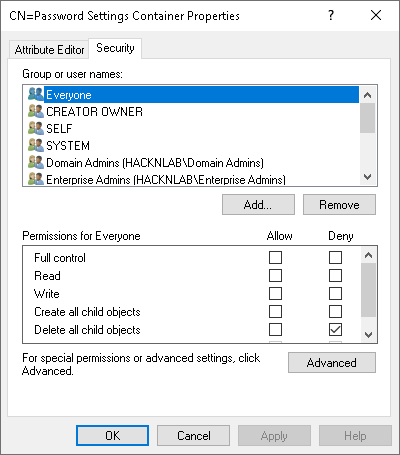 CN=Password Settings Container Properties
?
Attribute Editor
Security
Group or user names:
Everyone
CREATOR OWNER
SELF
SYSTEM
Domain Admins (HACKNLAB\Domain Admins)
Enterprise Admins (HACKNLAB\Enterprise Admins)
Add...
Remove
Permissions for Everyone
Allow
Deny
Full control
Read
Write
Create all child objects
Delete all child objects
For special permissions or advanced settings, click
Advanced.
Advanced
OK
Cancel
Apply
Help